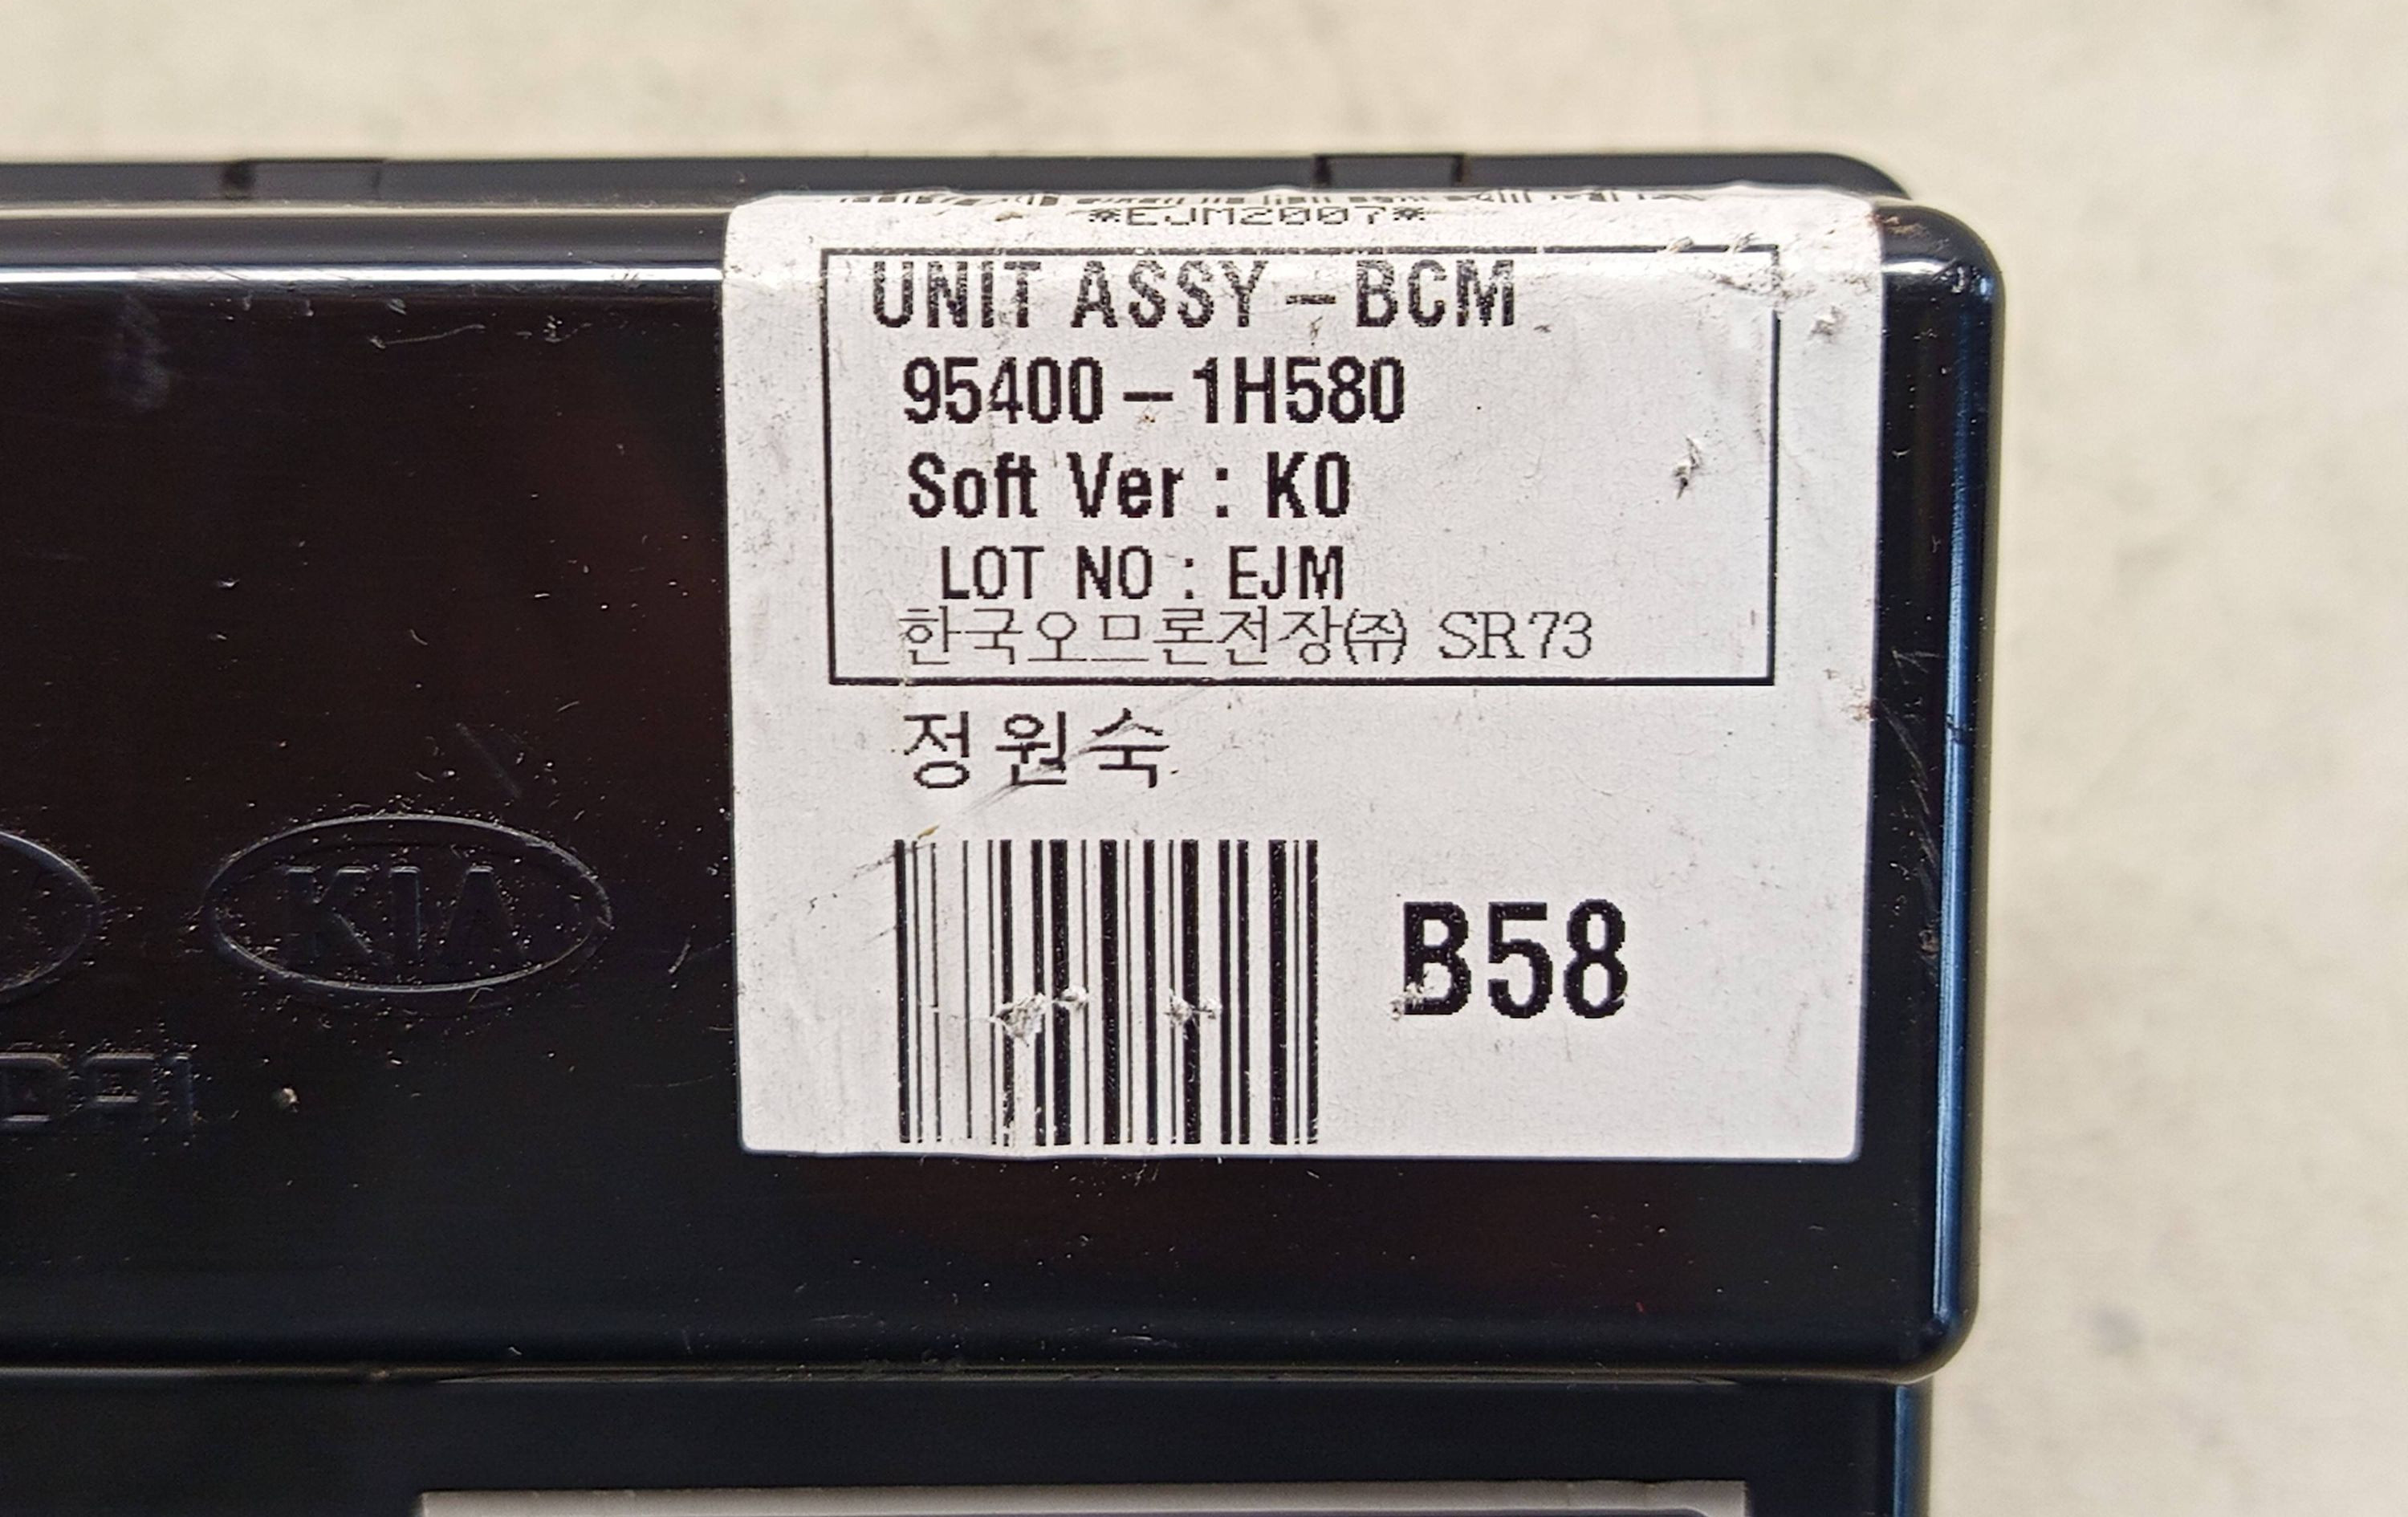 *EJM2007*
UNIT ASSY - BCM
95400 - 1H580
Soft Ver : K0
LOT NO : EJM
한국오므론전장㈜ SR73
정원숙
B58
KIA